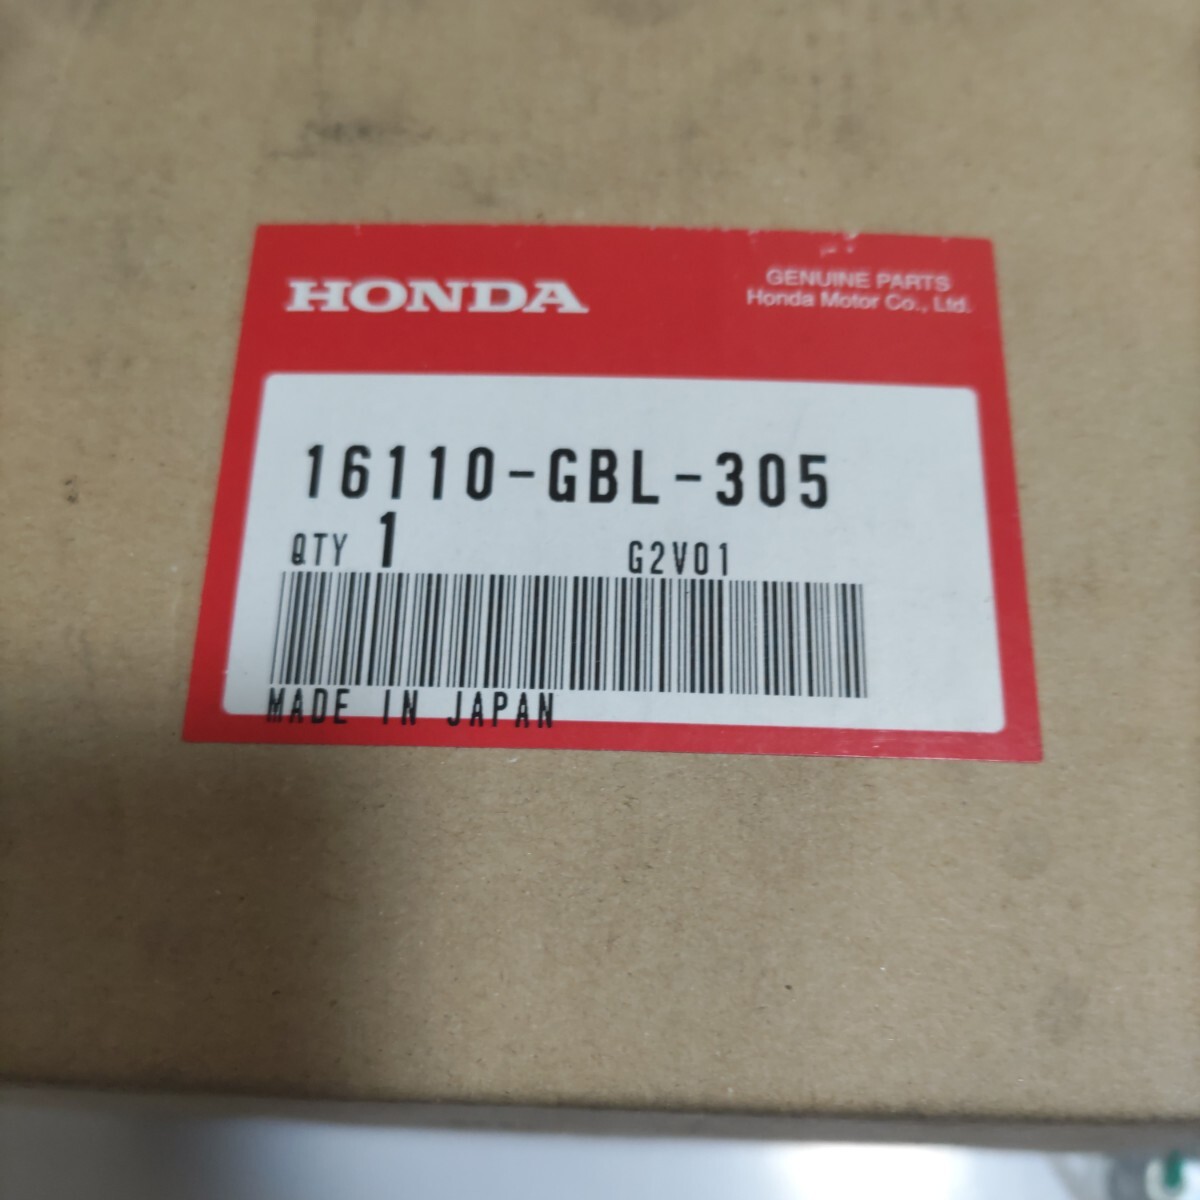 HONDA
GENUINE PARTS
Honda Motor Co., Ltd.
16110-GBL-305
QTY 1 G2V01
MADE IN JAPAN